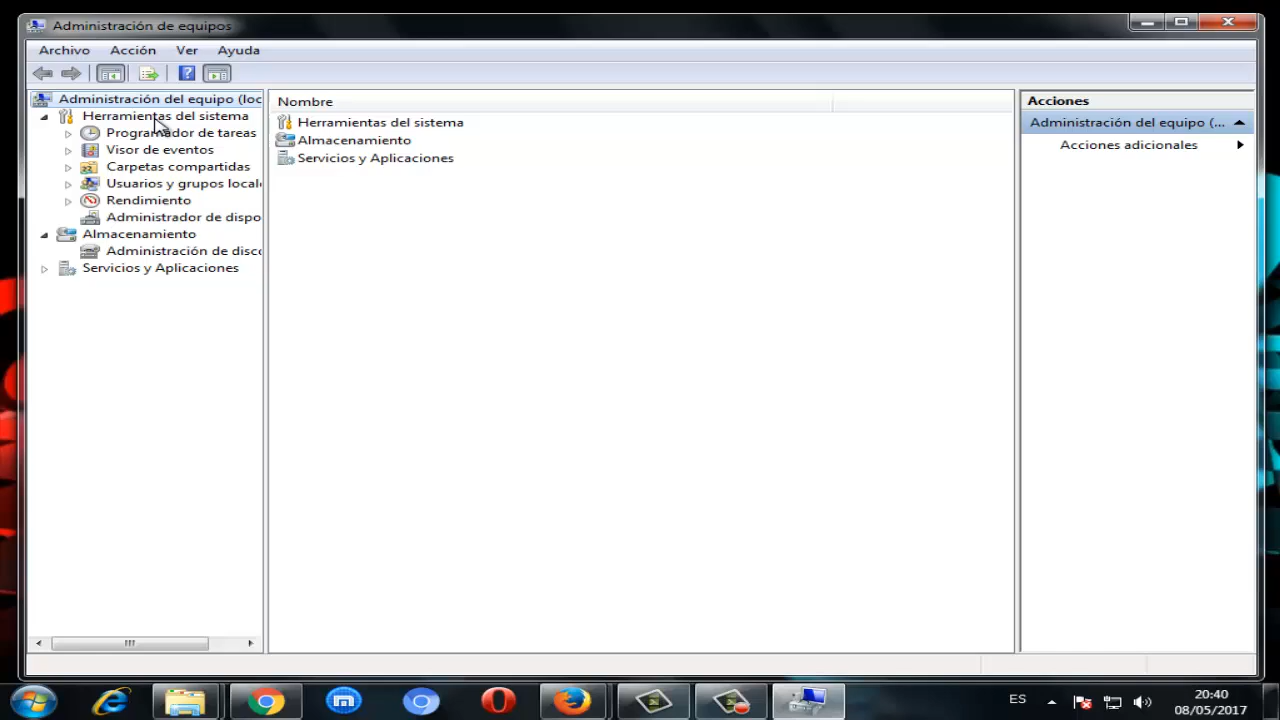 Administración de equipos
Archivo Acción Ver Ayuda
Administración del equipo (loc
Herramientas del sistema
Programador de tareas
Visor de eventos
Carpetas compartidas
Usuarios y grupos local
Rendimiento
Administrador de dispo
Almacenamiento
Administración de disc
Servicios y Aplicaciones
Nombre
Herramientas del sistema
Almacenamiento
Servicios y Aplicaciones
Acciones
Administración del equipo (...
Acciones adicionales
ES
20:40
08/05/2017